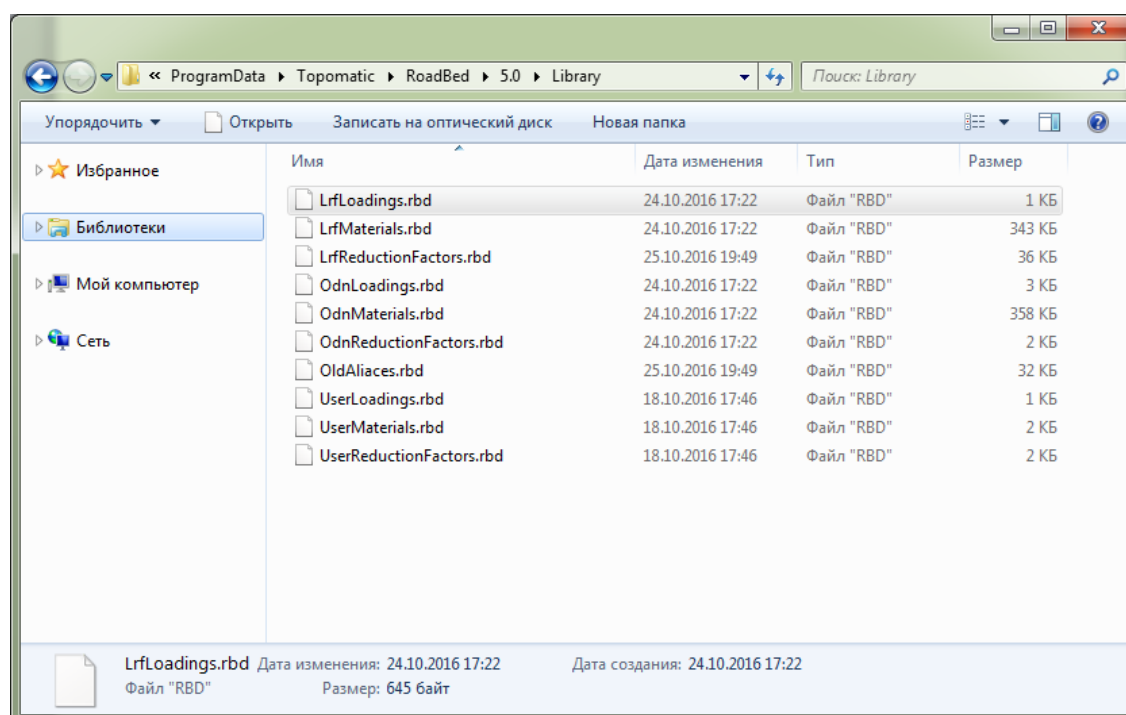 « ProgramData ▸ Topomatic ▸ RoadBed ▸ 5.0 ▸ Library
Поиск: Library
Упорядочить Открыть Записать на оптический диск Новая папка
Избранное
Библиотеки
Мой компьютер
Сеть
Имя Дата изменения Тип Размер
LrfLoadings.rbd 24.10.2016 17:22 Файл "RBD" 1 КБ
LrfMaterials.rbd 24.10.2016 17:22 Файл "RBD" 343 КБ
LrfReductionFactors.rbd 25.10.2016 19:49 Файл "RBD" 36 КБ
OdnLoadings.rbd 24.10.2016 17:22 Файл "RBD" 3 КБ
OdnMaterials.rbd 24.10.2016 17:22 Файл "RBD" 358 КБ
OdnReductionFactors.rbd 24.10.2016 17:22 Файл "RBD" 2 КБ
OldAliaces.rbd 25.10.2016 19:49 Файл "RBD" 32 КБ
UserLoadings.rbd 18.10.2016 17:46 Файл "RBD" 1 КБ
UserMaterials.rbd 18.10.2016 17:46 Файл "RBD" 2 КБ
UserReductionFactors.rbd 18.10.2016 17:46 Файл "RBD" 2 КБ
LrfLoadings.rbd Дата изменения: 24.10.2016 17:22 Дата создания: 24.10.2016 17:22
Файл "RBD" Размер: 645 байт